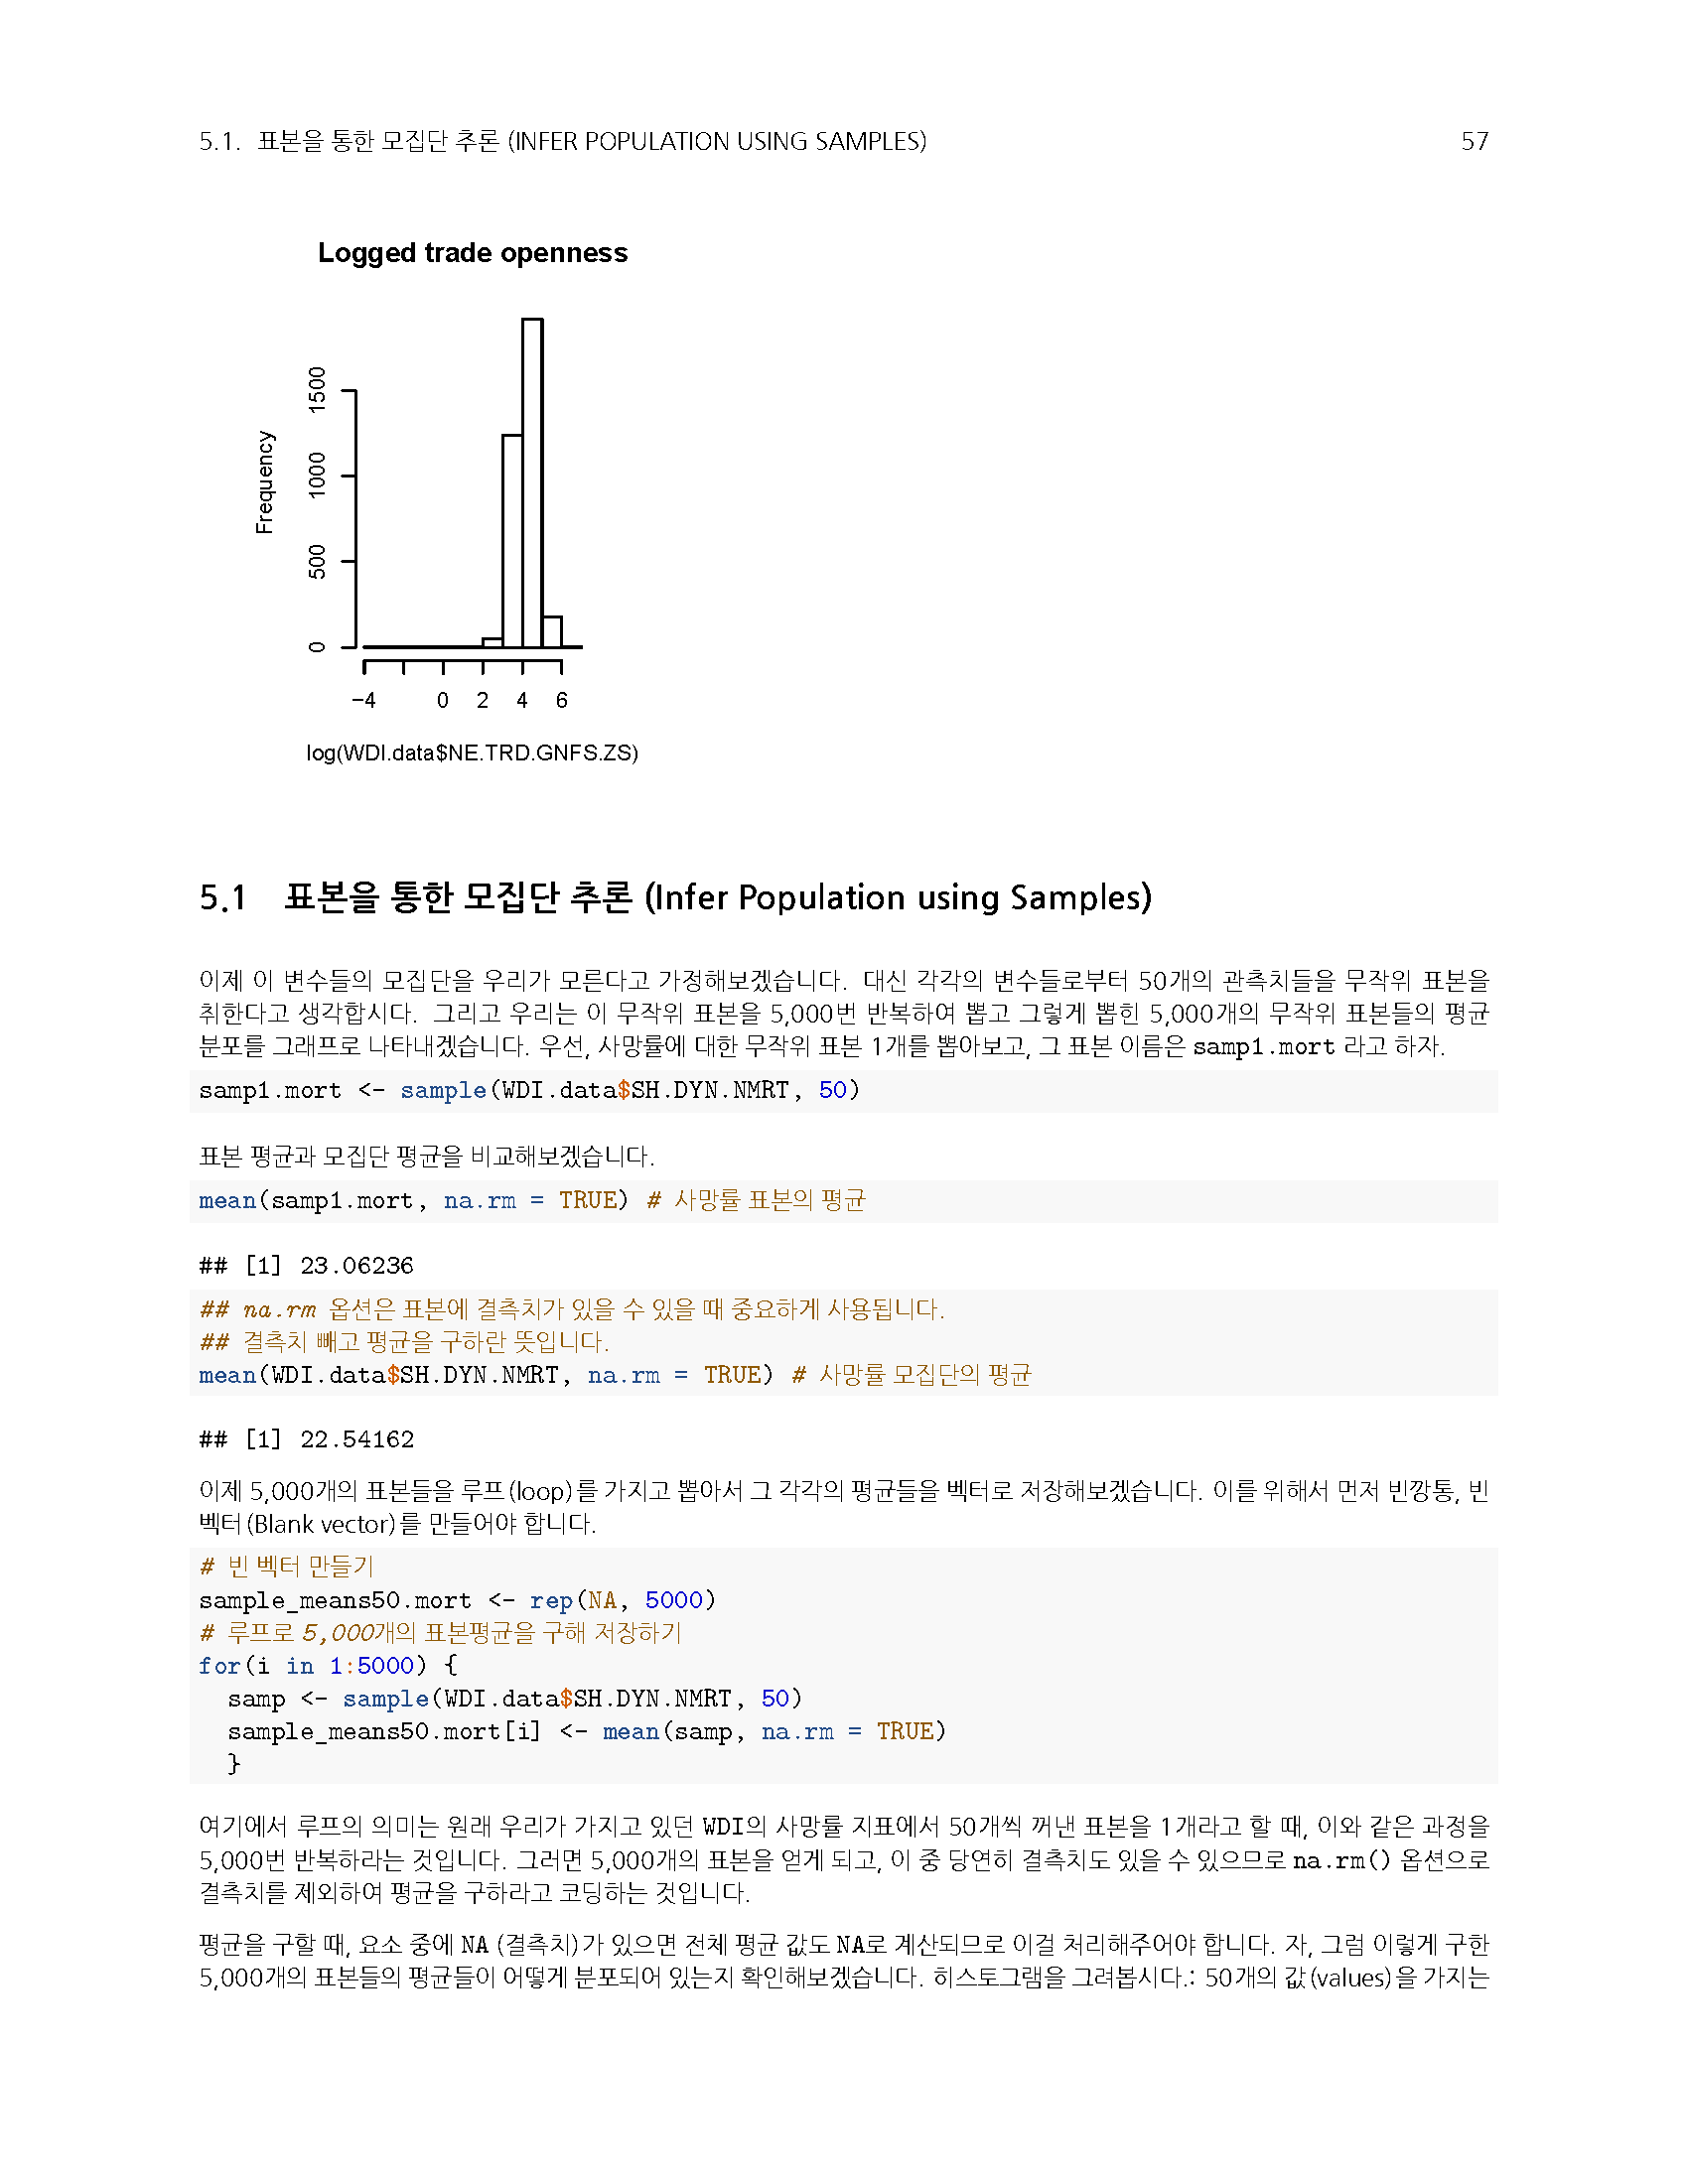 5.1. 표본을 통한 모집단 추론 (INFER POPULATION USING SAMPLES) 57
Logged trade openness
Frequency
0 500 1000 1500
−4 0 2 4 6
log(WDI.data$NE.TRD.GNFS.ZS)
5.1 표본을 통한 모집단 추론 (Infer Population using Samples)
이제 이 변수들의 모집단을 우리가 모른다고 가정해보겠습니다. 대신 각각의 변수들로부터 50개의 관측치들을 무작위 표본을
취한다고 생각합시다. 그리고 우리는 이 무작위 표본을 5,000번 반복하여 뽑고 그렇게 뽑힌 5,000개의 무작위 표본들의 평균
분포를 그래프로 나타내겠습니다. 우선, 사망률에 대한 무작위 표본 1개를 뽑아보고, 그 표본 이름은 samp1.mort 라고 하자.
samp1.mort <- sample(WDI.data$SH.DYN.NMRT, 50)
표본 평균과 모집단 평균을 비교해보겠습니다.
mean(samp1.mort, na.rm = TRUE) # 사망률 표본의 평균
## [1] 23.06236
## na.rm 옵션은 표본에 결측치가 있을 수 있을 때 중요하게 사용됩니다.
## 결측치 빼고 평균을 구하란 뜻입니다.
mean(WDI.data$SH.DYN.NMRT, na.rm = TRUE) # 사망률 모집단의 평균
## [1] 22.54162
이제 5,000개의 표본들을 루프(loop)를 가지고 뽑아서 그 각각의 평균들을 벡터로 저장해보겠습니다. 이를 위해서 먼저 빈깡통, 빈
벡터(Blank vector)를 만들어야 합니다.
# 빈 벡터 만들기
sample_means50.mort <- rep(NA, 5000)
# 루프로 5,000개의 표본평균을 구해 저장하기
for(i in 1:5000) {
  samp <- sample(WDI.data$SH.DYN.NMRT, 50)
  sample_means50.mort[i] <- mean(samp, na.rm = TRUE)
  }
여기에서 루프의 의미는 원래 우리가 가지고 있던 WDI의 사망률 지표에서 50개씩 꺼낸 표본을 1개라고 할 때, 이와 같은 과정을
5,000번 반복하라는 것입니다. 그러면 5,000개의 표본을 얻게 되고, 이 중 당연히 결측치도 있을 수 있으므로 na.rm() 옵션으로
결측치를 제외하여 평균을 구하라고 코딩하는 것입니다.
평균을 구할 때, 요소 중에 NA (결측치)가 있으면 전체 평균 값도 NA로 계산되므로 이걸 처리해주어야 합니다. 자, 그럼 이렇게 구한
5,000개의 표본들의 평균들이 어떻게 분포되어 있는지 확인해보겠습니다. 히스토그램을 그려봅시다.: 50개의 값(values)을 가지는